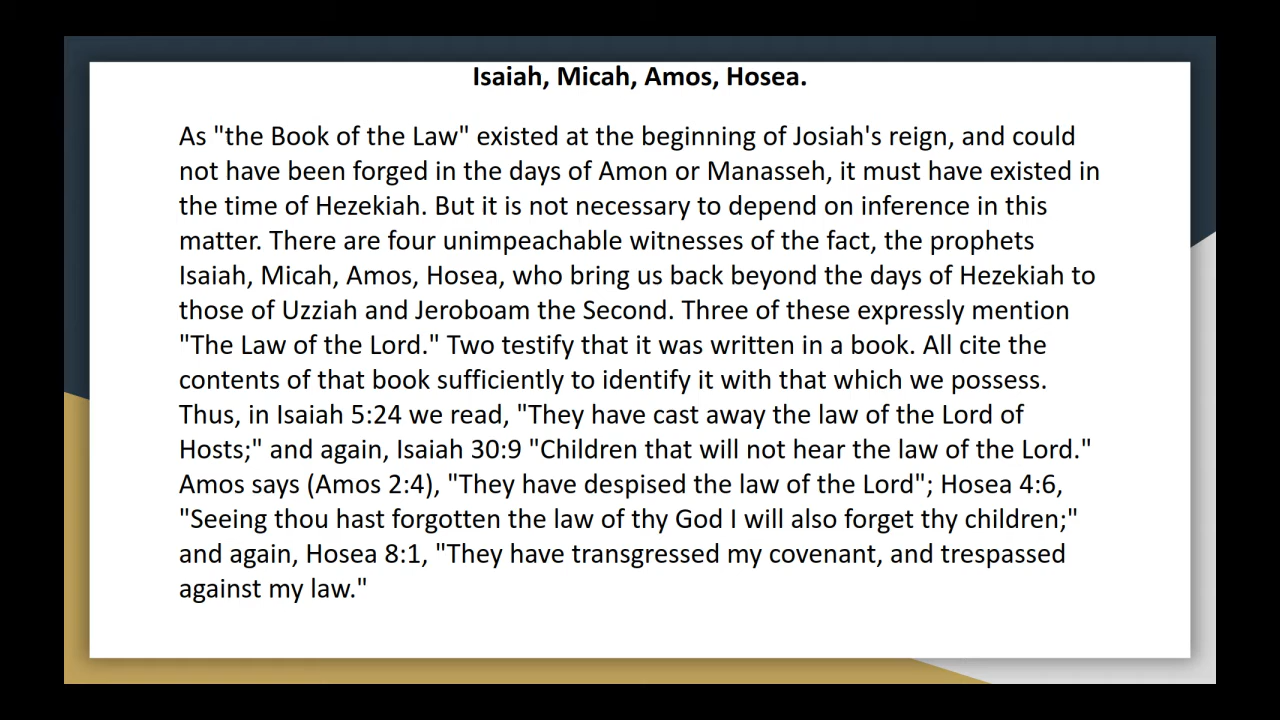 Isaiah, Micah, Amos, Hosea.
As "the Book of the Law" existed at the beginning of Josiah's reign, and could
not have been forged in the days of Amon or Manasseh, it must have existed in
the time of Hezekiah. But it is not necessary to depend on inference in this
matter. There are four unimpeachable witnesses of the fact, the prophets
Isaiah, Micah, Amos, Hosea, who bring us back beyond the days of Hezekiah to
those of Uzziah and Jeroboam the Second. Three of these expressly mention
"The Law of the Lord." Two testify that it was written in a book. All cite the
contents of that book sufficiently to identify it with that which we possess.
Thus, in Isaiah 5:24 we read, "They have cast away the law of the Lord of
Hosts;" and again, Isaiah 30:9 "Children that will not hear the law of the Lord."
Amos says (Amos 2:4), "They have despised the law of the Lord"; Hosea 4:6,
"Seeing thou hast forgotten the law of thy God I will also forget thy children;"
and again, Hosea 8:1, "They have transgressed my covenant, and trespassed
against my law."